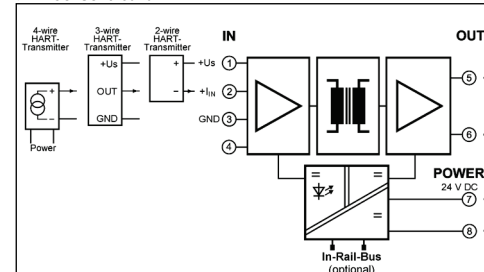 4-wire
HART-
Transmitter
3-wire
HART-
Transmitter
2-wire
HART-
Transmitter
IN
OUT
+Us
+
+Us
1
5
+
OUT
−
+I_IN
2
−
GND
GND
3
6
Power
4
POWER
24 V DC
7
8
In-Rail-Bus
(optional)